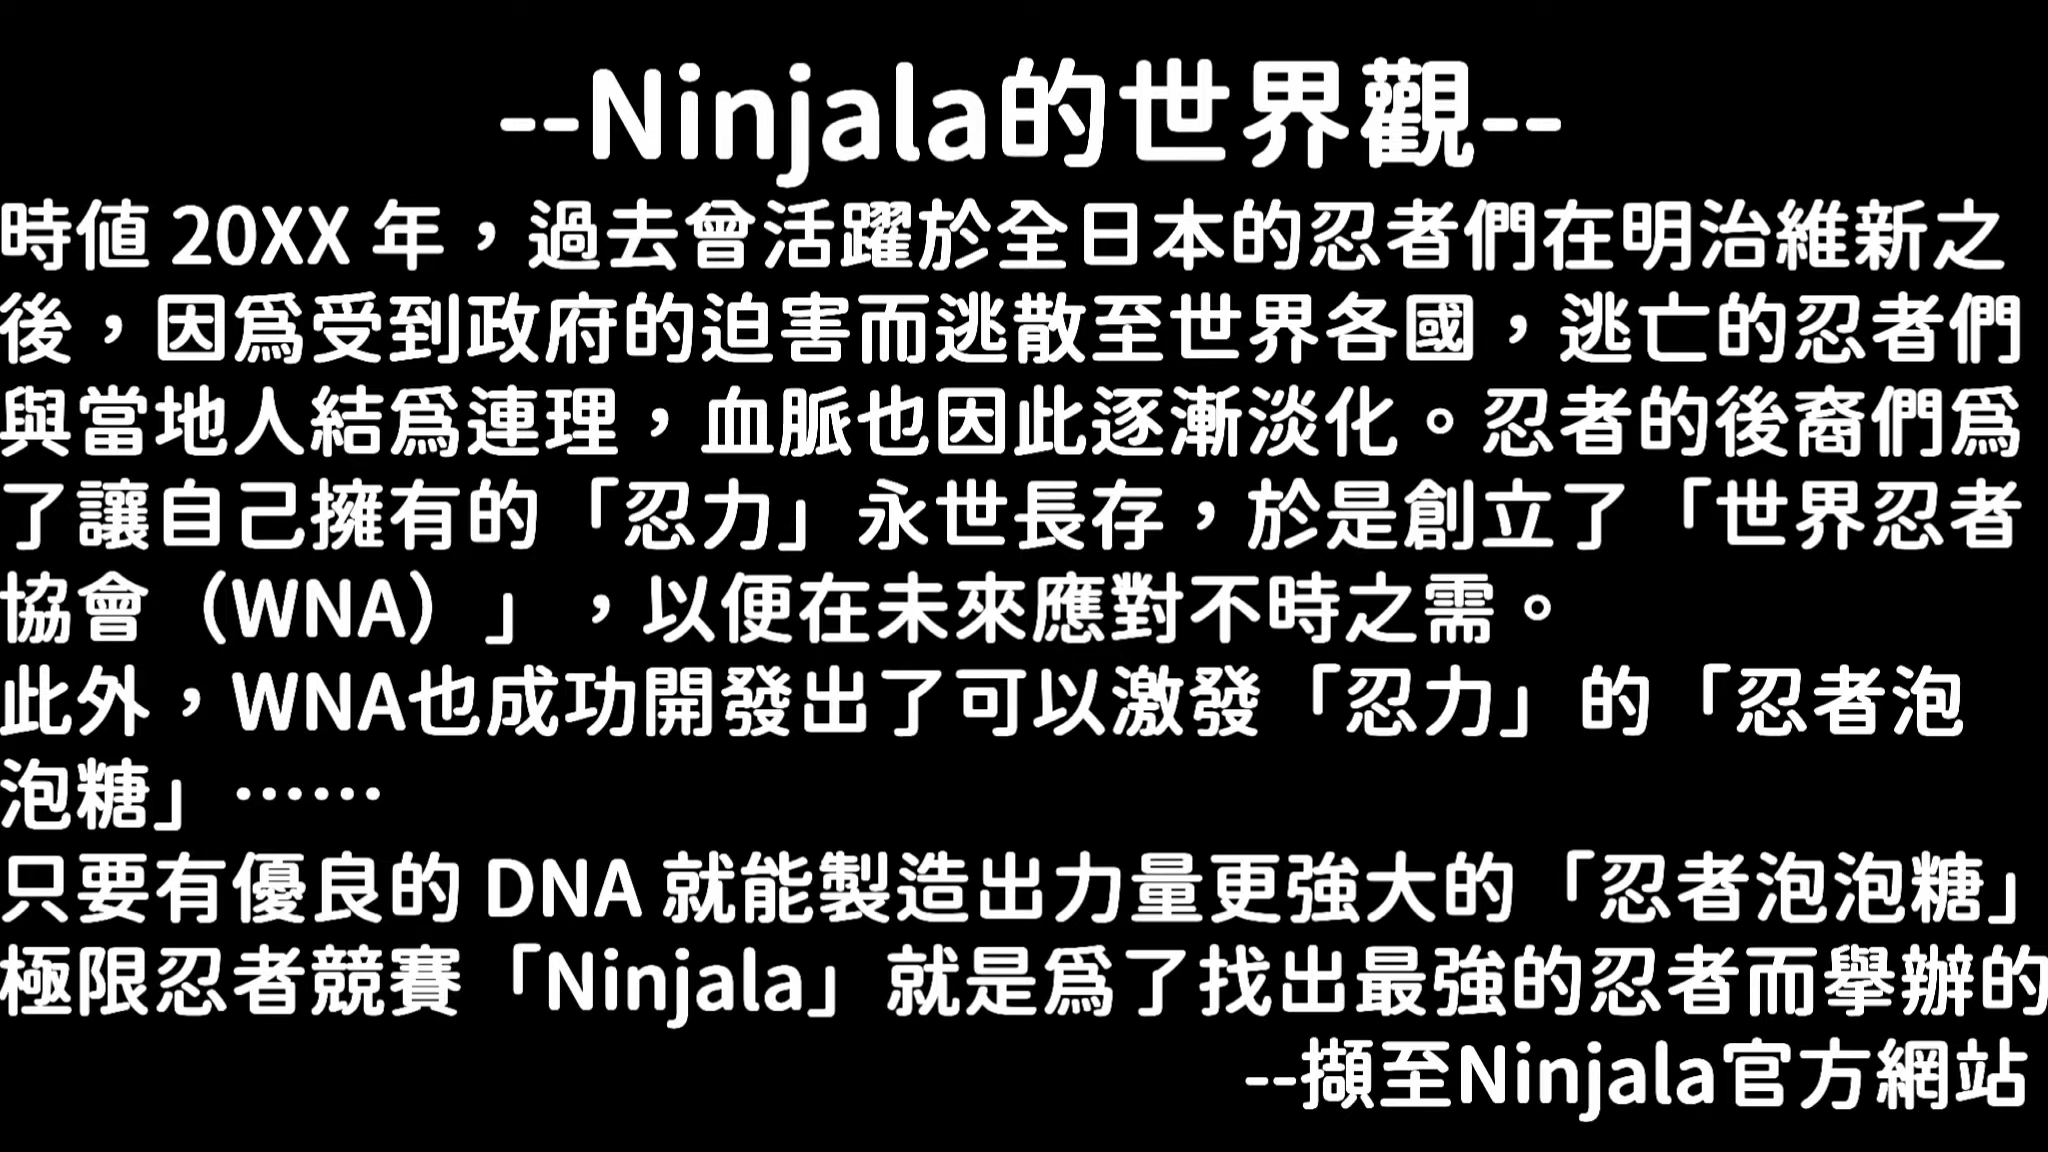 --Ninjala的世界觀--
時值 20XX 年，過去曾活躍於全日本的忍者們在明治維新之
後，因爲受到政府的迫害而逃散至世界各國，逃亡的忍者們
與當地人結爲連理，血脈也因此逐漸淡化。忍者的後裔們爲
了讓自己擁有的「忍力」永世長存，於是創立了「世界忍者
協會（WNA）」，以便在未來應對不時之需。
此外，WNA也成功開發出了可以激發「忍力」的「忍者泡
泡糖」……
只要有優良的 DNA 就能製造出力量更強大的「忍者泡泡糖」
極限忍者競賽「Ninjala」就是爲了找出最強的忍者而舉辦的
--擷至Ninjala官方網站